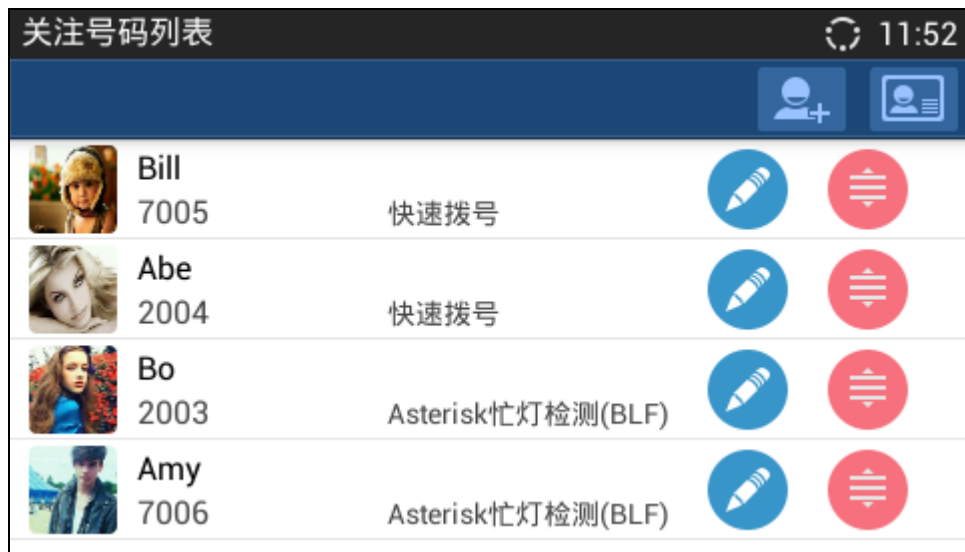 关注号码列表 11:52
Bill
7005 快速拨号
Abe
2004 快速拨号
Bo
2003 Asterisk忙灯检测(BLF)
Amy
7006 Asterisk忙灯检测(BLF)